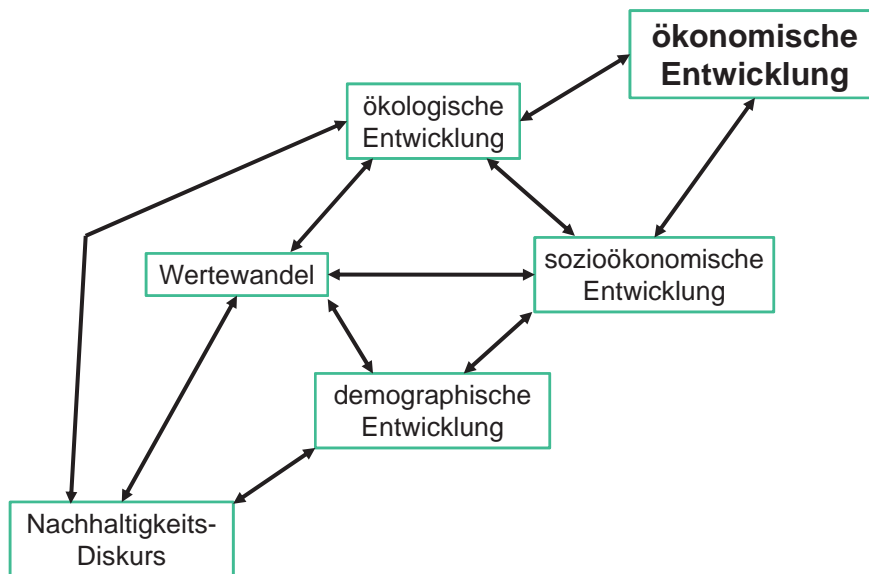 ökonomische
Entwicklung
ökologische
Entwicklung
sozioökonomische
Entwicklung
Wertewandel
demographische
Entwicklung
Nachhaltigkeits-
Diskurs